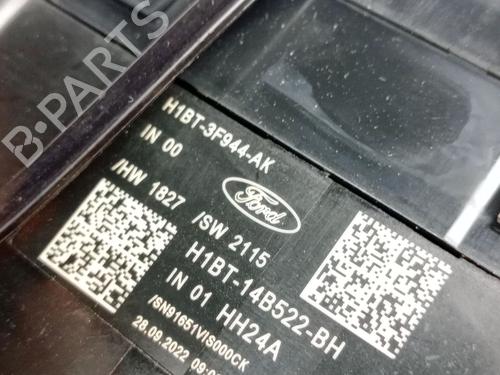 B-PARTS
H1BT-3F944-AK
IN 00
/HW 1827
Ford
/SW 2115
H1BT-14B522-BH
IN 01 HH24A
/SN91651VIS000CK
28.09.2022